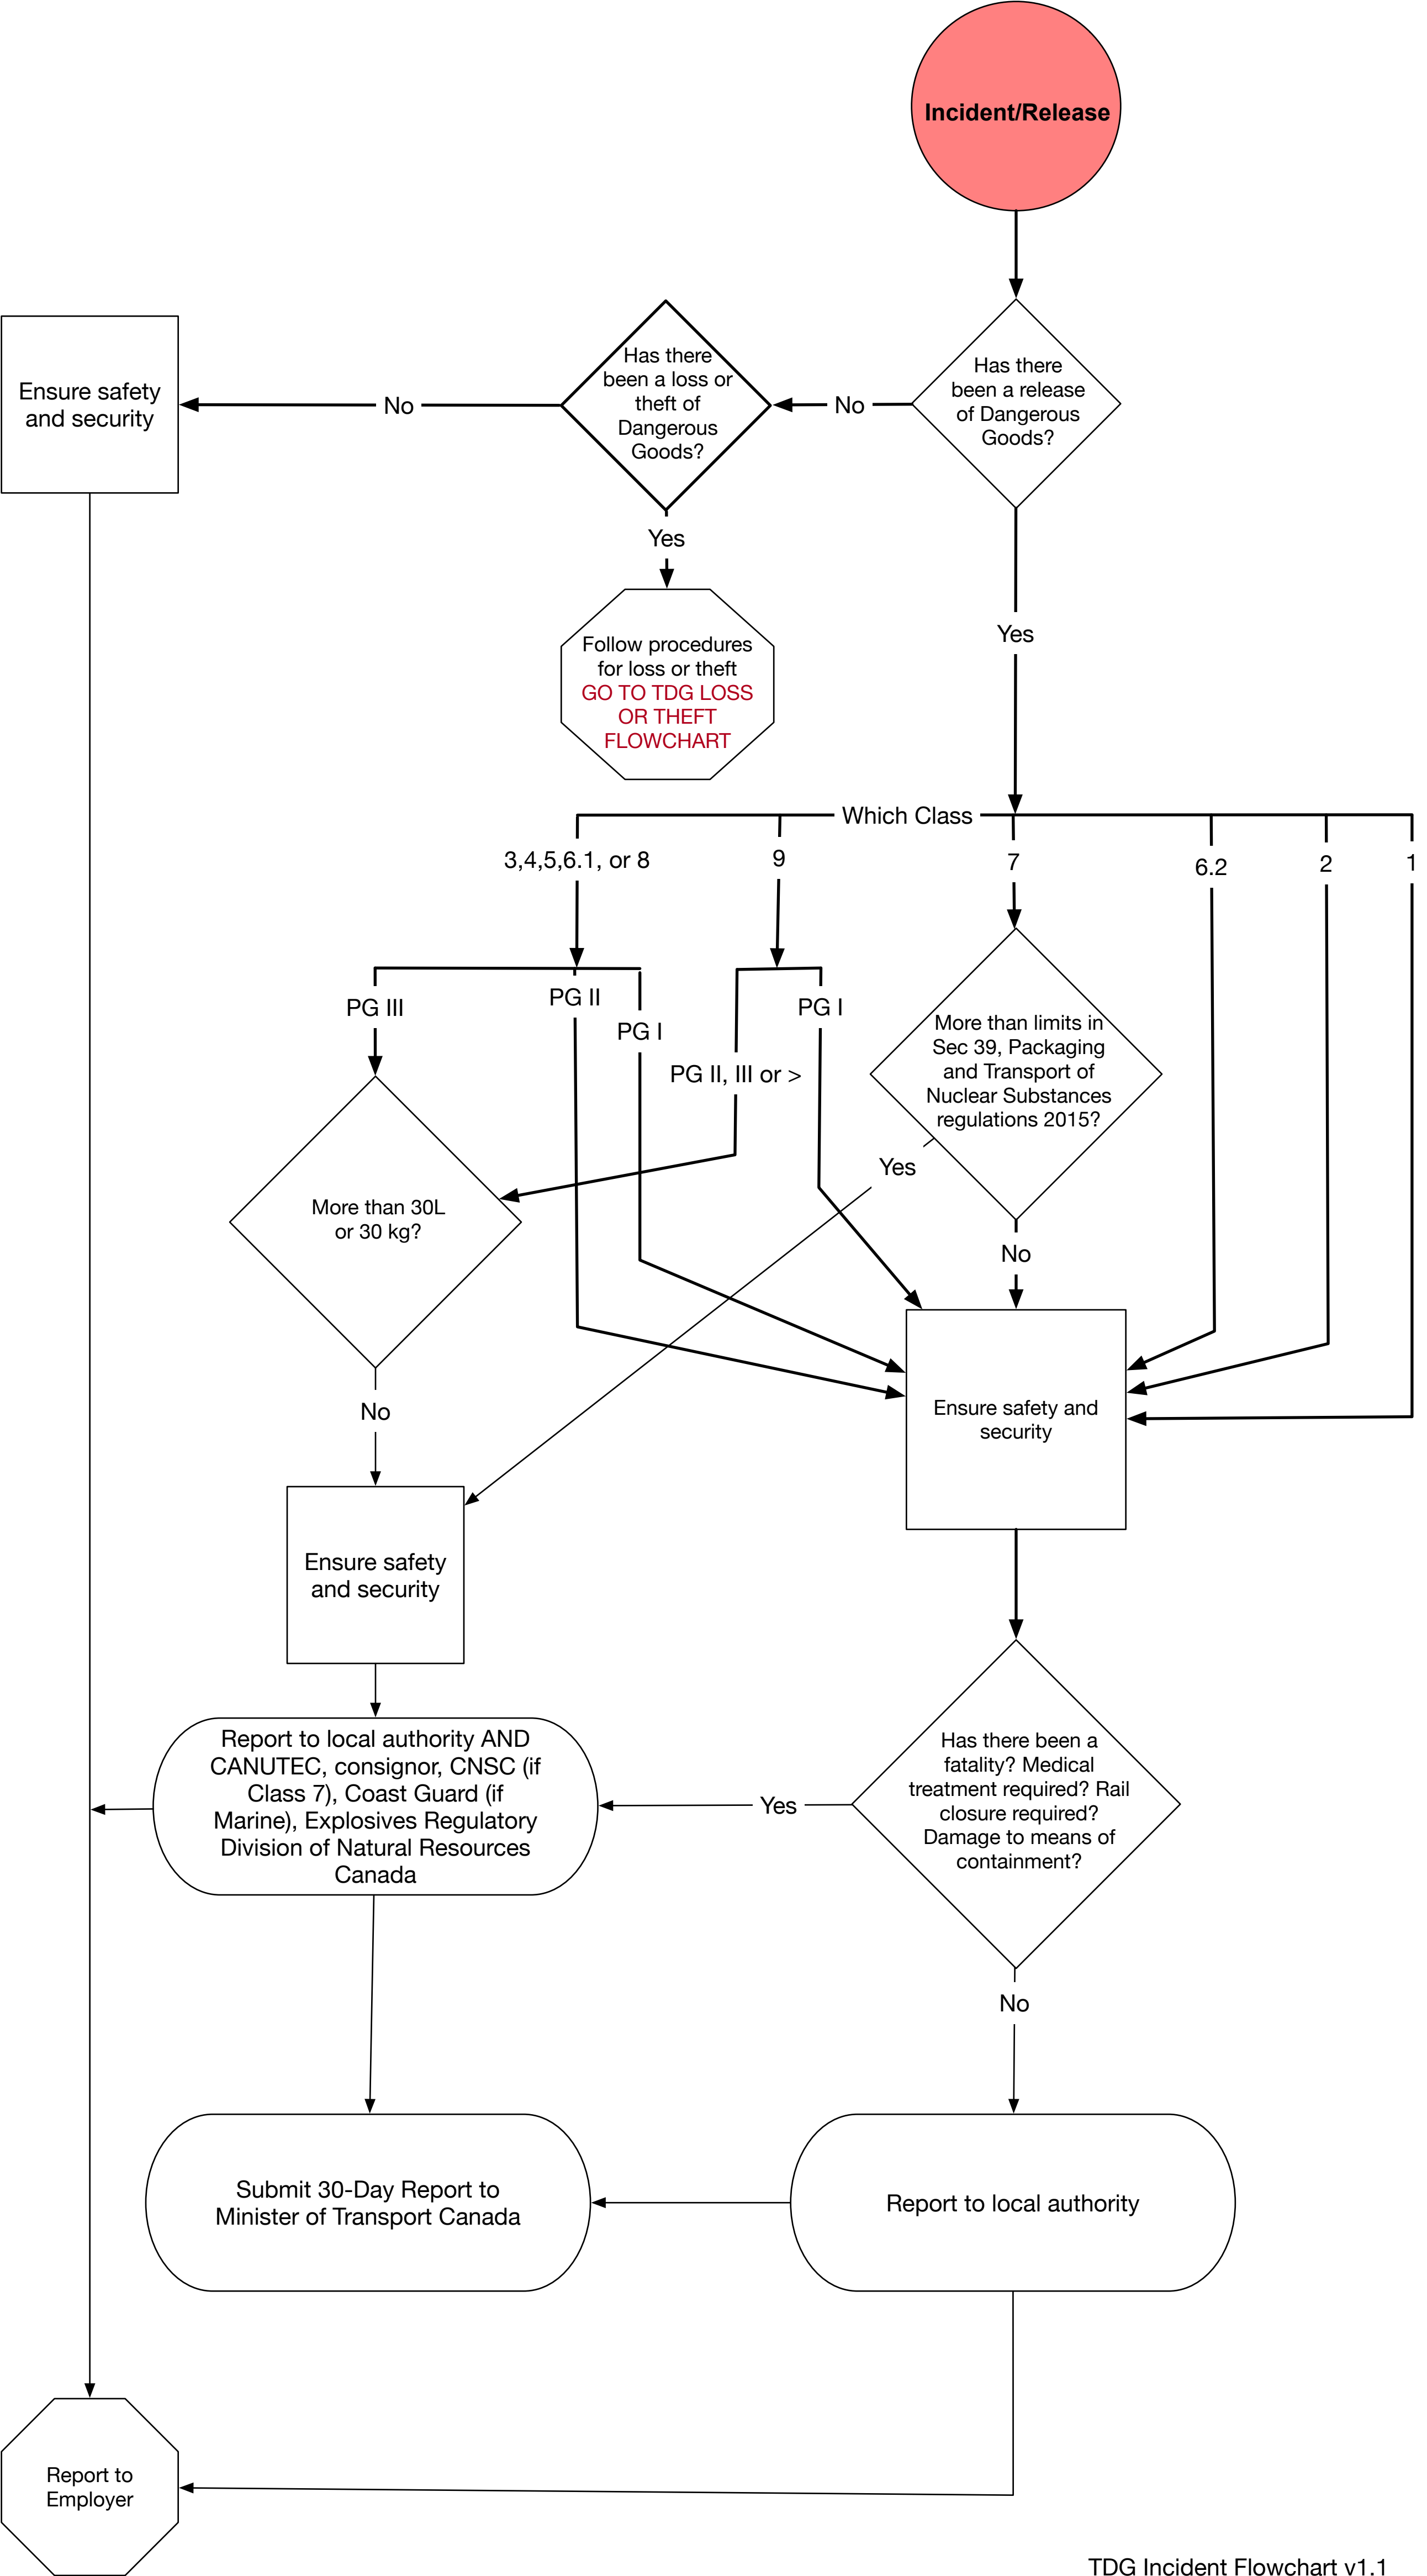 Incident/Release
Has there
been a release
of Dangerous
Goods?
No
Has there
been a loss or
theft of
Dangerous
Goods?
No
Ensure safety
and security
Yes
Follow procedures
for loss or theft
GO TO TDG LOSS
OR THEFT
FLOWCHART
Yes
Which Class
3,4,5,6.1, or 8
9
7
6.2
2
1
PG III
PG II
PG I
PG I
PG II, III or >
More than limits in
Sec 39, Packaging
and Transport of
Nuclear Substances
regulations 2015?
Yes
No
More than 30L
or 30 kg?
No
Ensure safety and
security
Ensure safety
and security
Report to local authority AND
CANUTEC, consignor, CNSC (if
Class 7), Coast Guard (if
Marine), Explosives Regulatory
Division of Natural Resources
Canada
Yes
Has there been a
fatality? Medical
treatment required? Rail
closure required?
Damage to means of
containment?
No
Submit 30-Day Report to
Minister of Transport Canada
Report to local authority
Report to
Employer
TDG Incident Flowchart v1.1